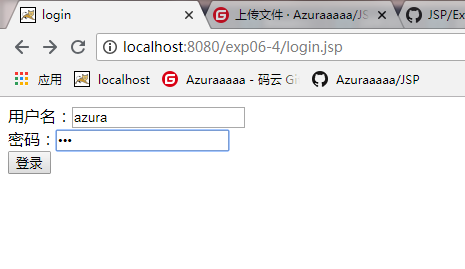 login
上传文件 · Azuraaaaa/JS
JSP/Ex
localhost:8080/exp06-4/login.jsp
应用 localhost Azuraaaaa - 码云 Gi Azuraaaaa/JSP
用户名：azura
密码：•••
登录